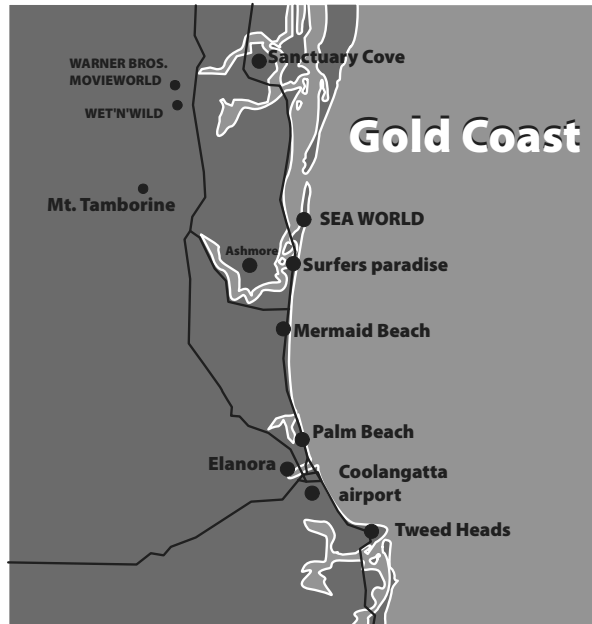 Sanctuary Cove
WARNER BROS.
MOVIEWORLD
WET'N'WILD
Gold Coast
Mt. Tamborine
SEA WORLD
Ashmore
Surfers paradise
Mermaid Beach
Palm Beach
Elanora
Coolangatta
airport
Tweed Heads